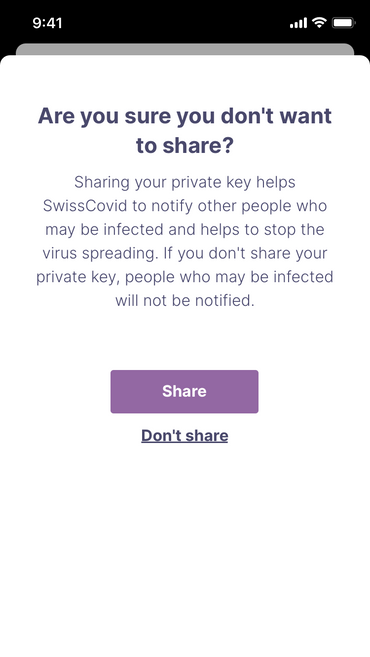 9:41
Are you sure you don't want
to share?
Sharing your private key helps
SwissCovid to notify other people who
may be infected and helps to stop the
virus spreading. If you don't share your
private key, people who may be infected
will not be notified.
Share
Don't share